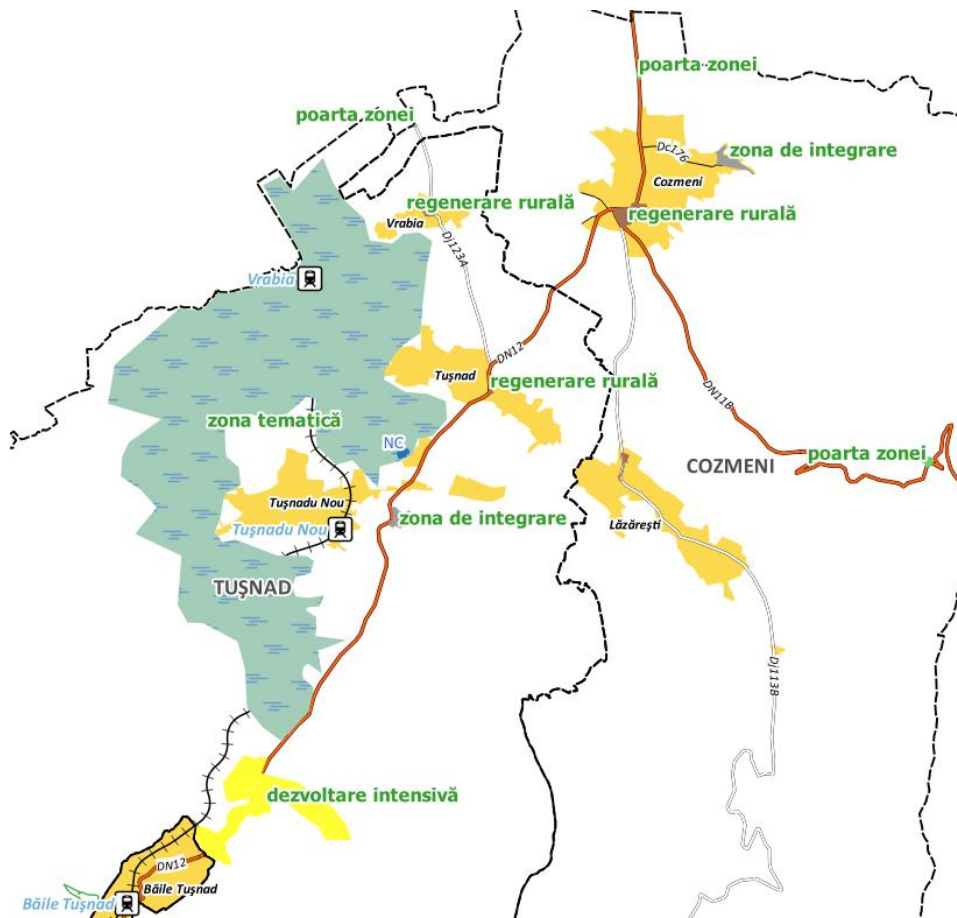 poarta zonei
poarta zonei
Dc176
zona de integrare
Cozmeni
regenerare rurală
regenerare rurală
Vrabia
Dj123A
Vrabia
DN12
Tuşnad
regenerare rurală
DN11B
zona tematică
NC
poarta zonei
COZMENI
Tuşnadu Nou
zona de integrare
Tuşnadu Nou
Lăzăreşti
TUŞNAD
Dj113B
dezvoltare intensivă
DN12
Băile Tuşnad
Băile Tuşnad